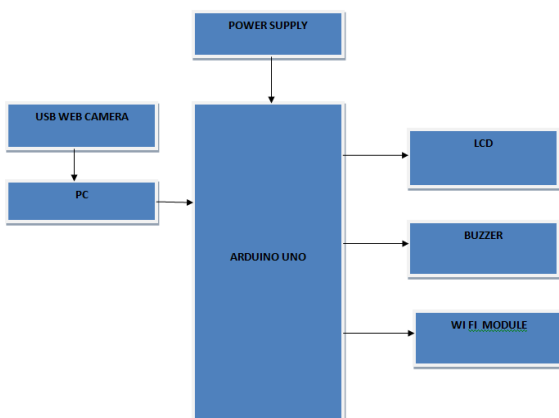 POWER SUPPLY
USB WEB CAMERA
PC
ARDUINO UNO
LCD
BUZZER
WI FI MODULE